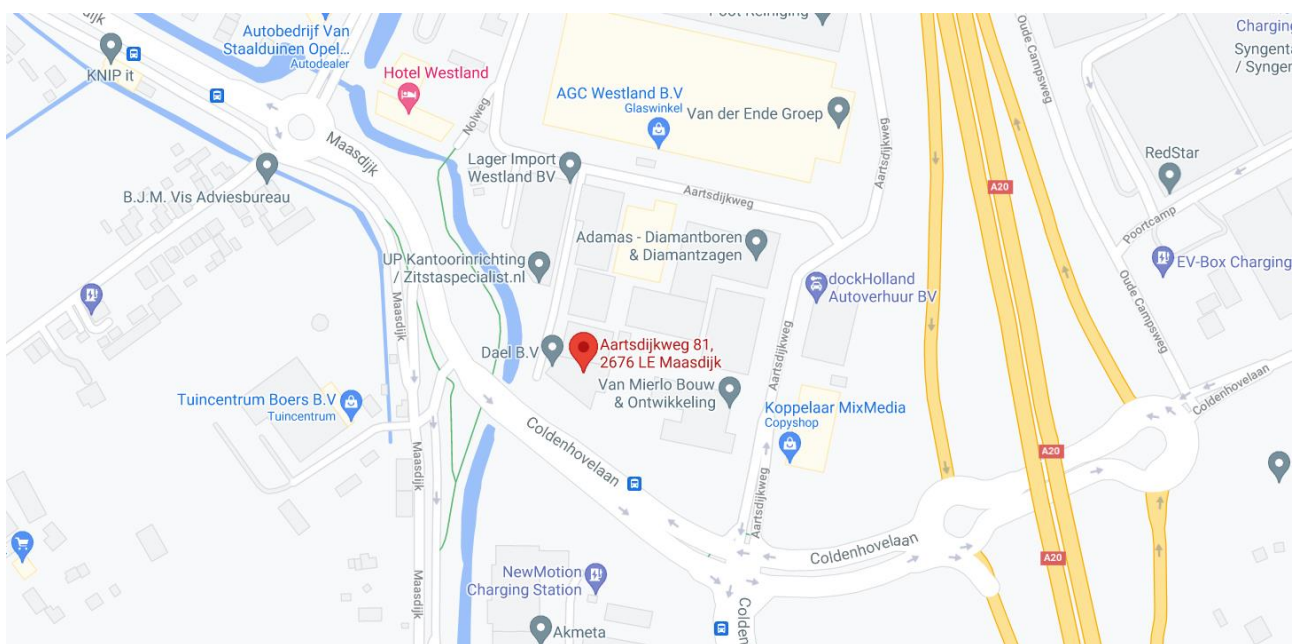 Autobedrijf Van
Staalduinen Opel...
Autodealer
KNIP it
Hotel Westland
Maasdijk
Nolweg
AGC Westland B.V
Glaswinkel
Van der Ende Groep
Oude Campsweg
Charging
Syngenta
/ Syngen
Aartsdijkweg
A20
RedStar
B.J.M. Vis Adviesbureau
Lager Import
Westland BV
Aartsdijkweg
Poortcamp
Adamas - Diamantboren
& Diamantzagen
UP Kantoorinrichting
/ Zitstaspecialist.nl
EV-Box Charging
dockHolland
Autoverhuur BV
Maasdijk
Oude Campsweg
Dael B.V
Aartsdijkweg 81,
2676 LE Maasdijk
Aartsdijkweg
Van Mierlo Bouw
& Ontwikkeling
Tuincentrum Boers B.V
Tuincentrum
Koppelaar MixMedia
Copyshop
Coldenhovelaan
Coldenhovelaan
Maasdijk
A20
Aartsdijkweg
Coldenhovelaan
A20
NewMotion
Charging Station
Maasdijk
Akmeta
Colden